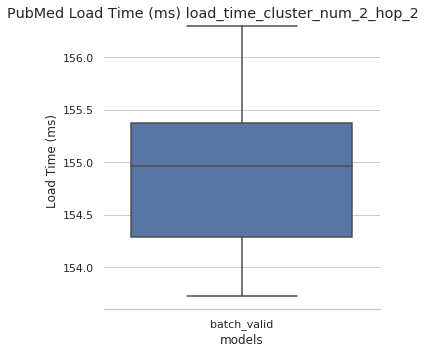 PubMed Load Time (ms) load_time_cluster_num_2_hop_2
156.0
155.5
155.0
154.5
154.0
Load Time (ms)
batch_valid
models